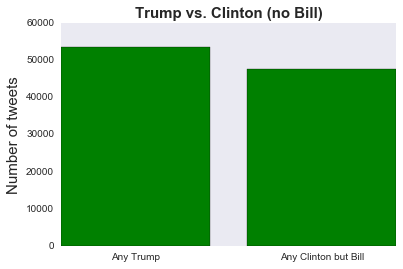 Trump vs. Clinton (no Bill)
Number of tweets
60000
50000
40000
30000
20000
10000
0
Any Trump
Any Clinton but Bill